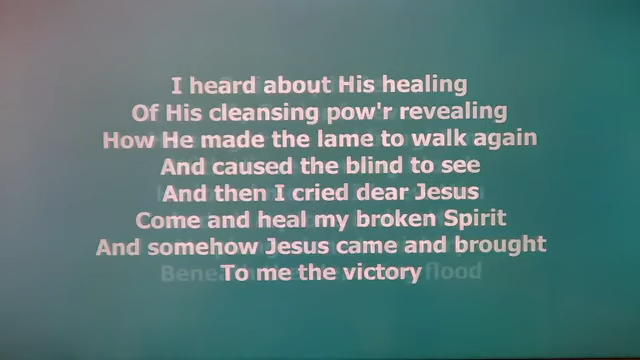 I heard about His healing
Of His cleansing pow'r revealing
How He made the lame to walk again
And caused the blind to see
And then I cried dear Jesus
Come and heal my broken Spirit
And somehow Jesus came and brought
To me the victory